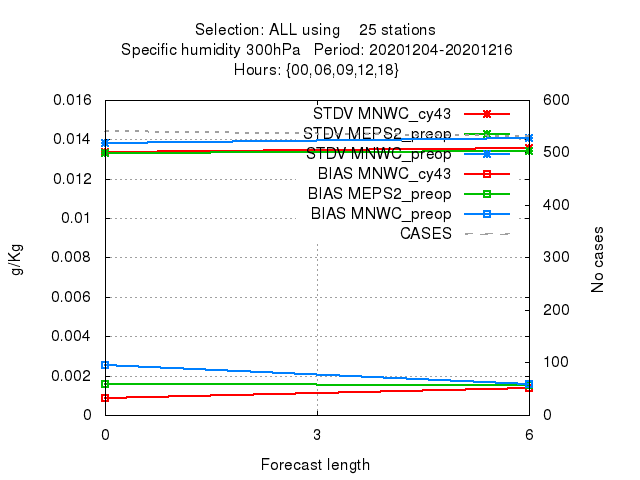 Selection: ALL using 25 stations
Specific humidity 300hPa Period: 20201204-20201216
Hours: {00,06,09,12,18}
0.016
0.014
0.012
0.01
0.008
0.006
0.004
0.002
0
g/Kg
STDV MNWC_cy43
STDV MEPS2_preop
STDV MNWC_preop
BIAS MNWC_cy43
BIAS MEPS2_preop
BIAS MNWC_preop
CASES
600
500
400
300
200
100
0
No cases
0 3 6
Forecast length